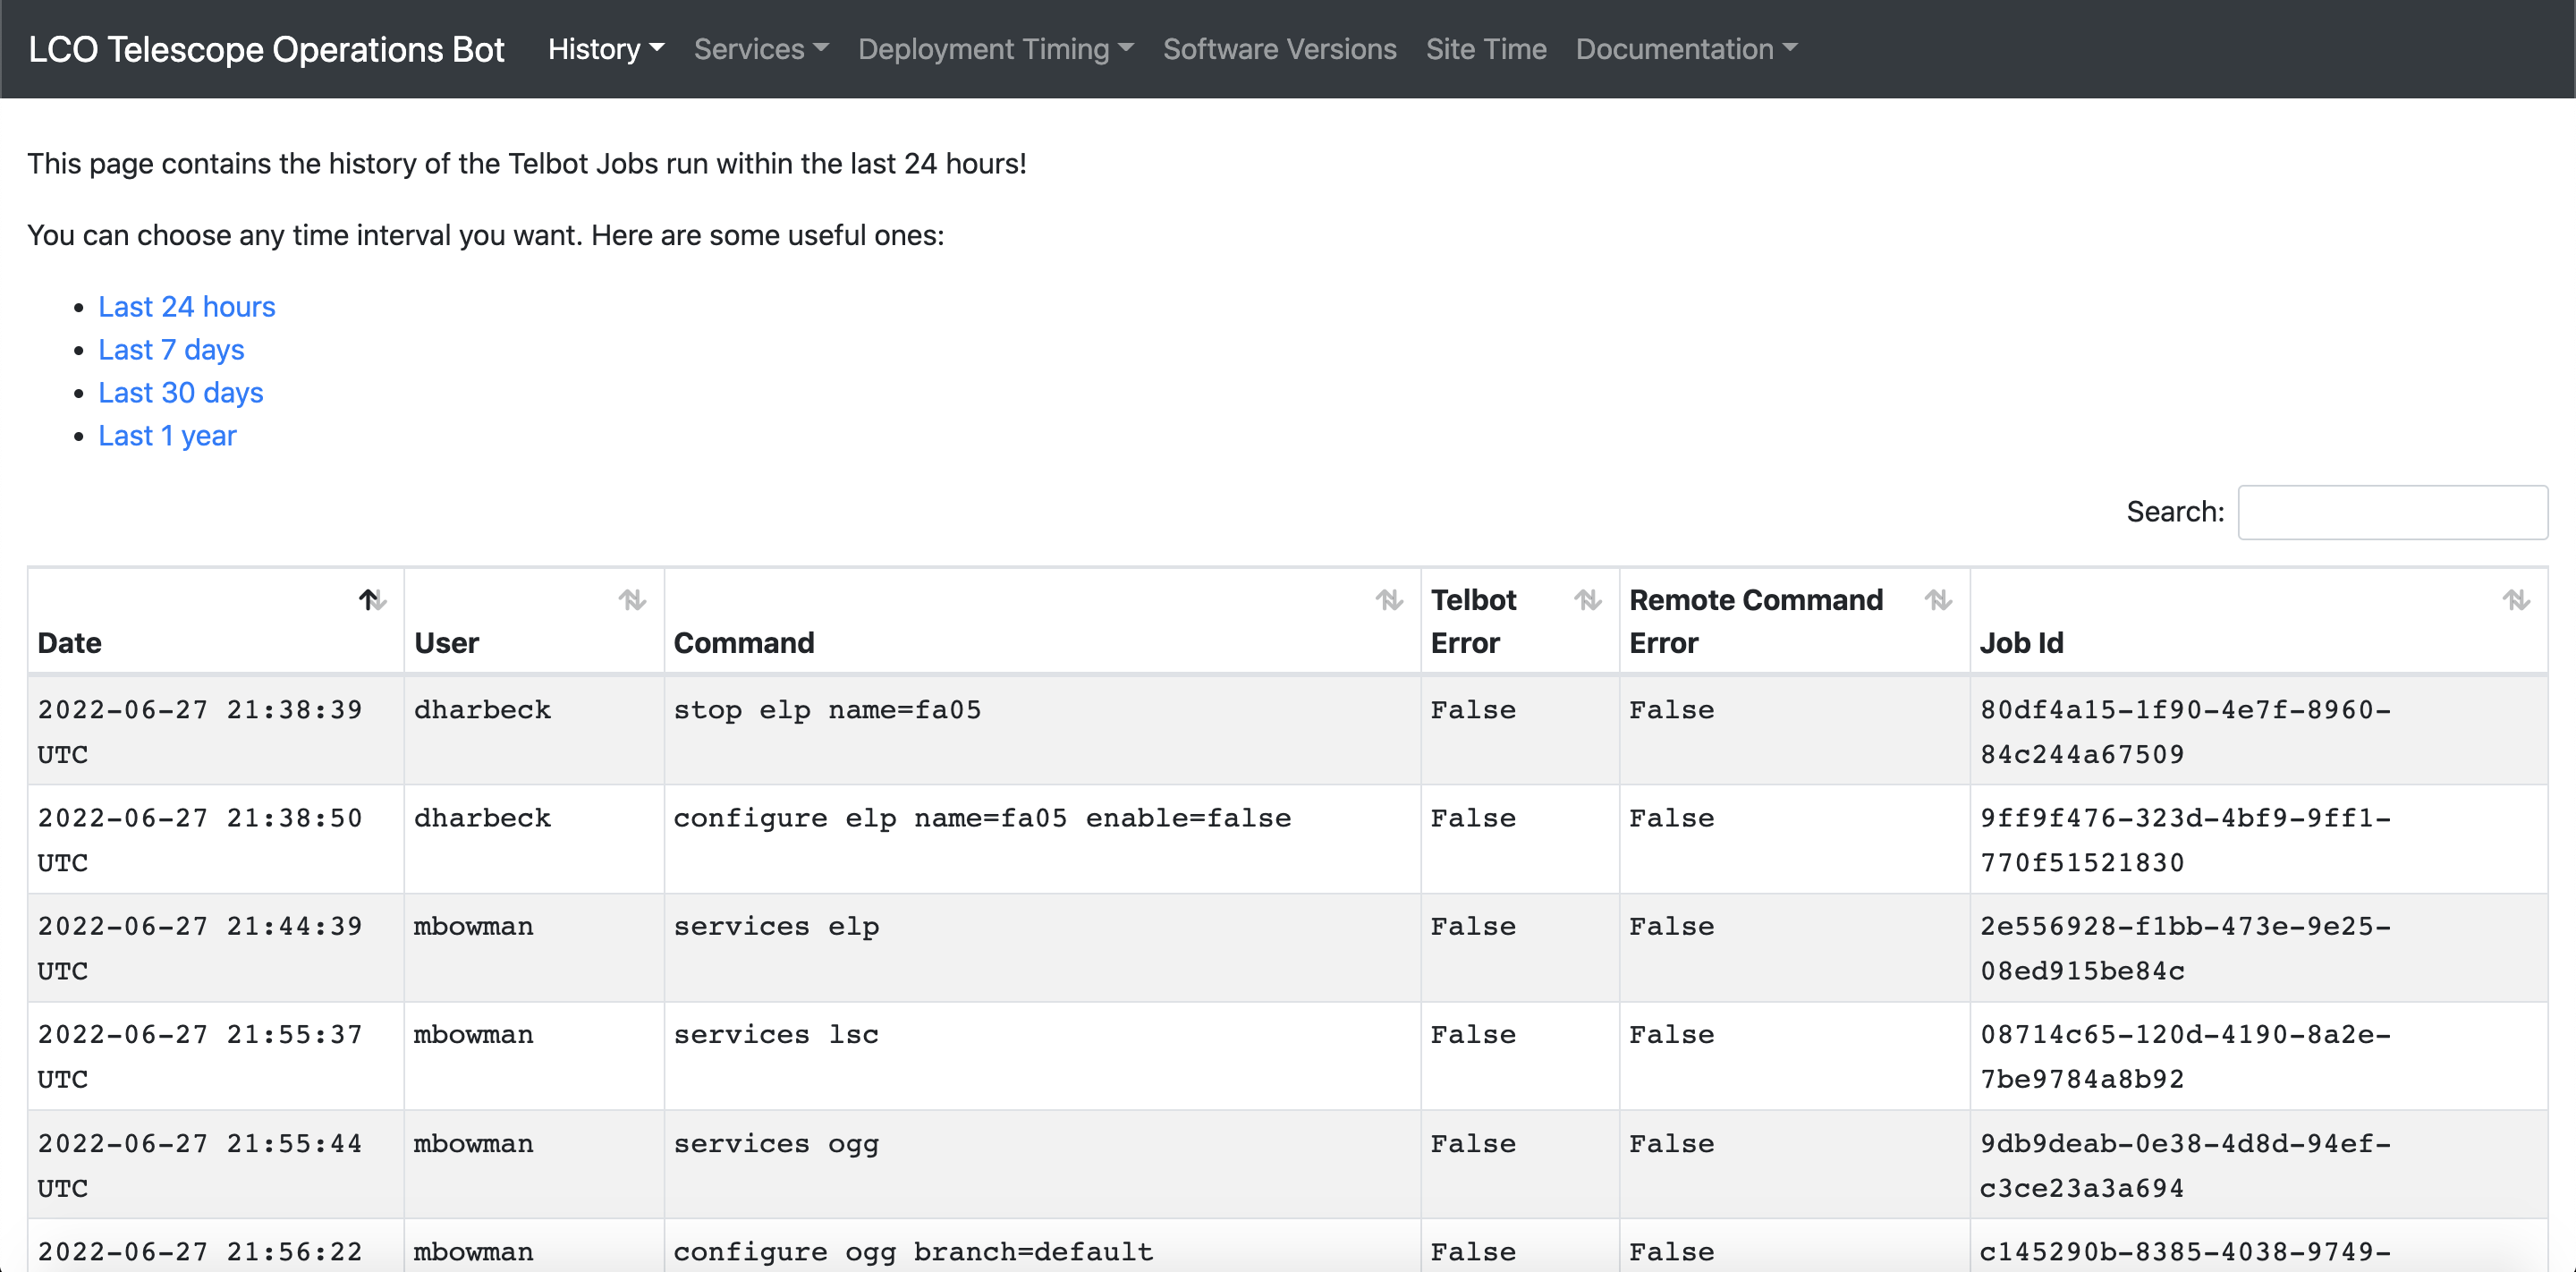 LCO Telescope Operations Bot History Services Deployment Timing Software Versions Site Time Documentation
This page contains the history of the Telbot Jobs run within the last 24 hours!
You can choose any time interval you want. Here are some useful ones:
Last 24 hours
Last 7 days
Last 30 days
Last 1 year
Search:
Date User Command Telbot Error Remote Command Error Job Id
2022-06-27 21:38:39 dharbeck stop elp name=fa05 False False 80df4a15-1f90-4e7f-8960-
UTC 84c244a67509
2022-06-27 21:38:50 dharbeck configure elp name=fa05 enable=false False False 9ff9f476-323d-4bf9-9ff1-
UTC 770f51521830
2022-06-27 21:44:39 mbowman services elp False False 2e556928-f1bb-473e-9e25-
UTC 08ed915be84c
2022-06-27 21:55:37 mbowman services lsc False False 08714c65-120d-4190-8a2e-
UTC 7be9784a8b92
2022-06-27 21:55:44 mbowman services ogg False False 9db9deab-0e38-4d8d-94ef-
UTC c3ce23a3a694
2022-06-27 21:56:22 mbowman configure ogg branch=default False False c145290b-8385-4038-9749-